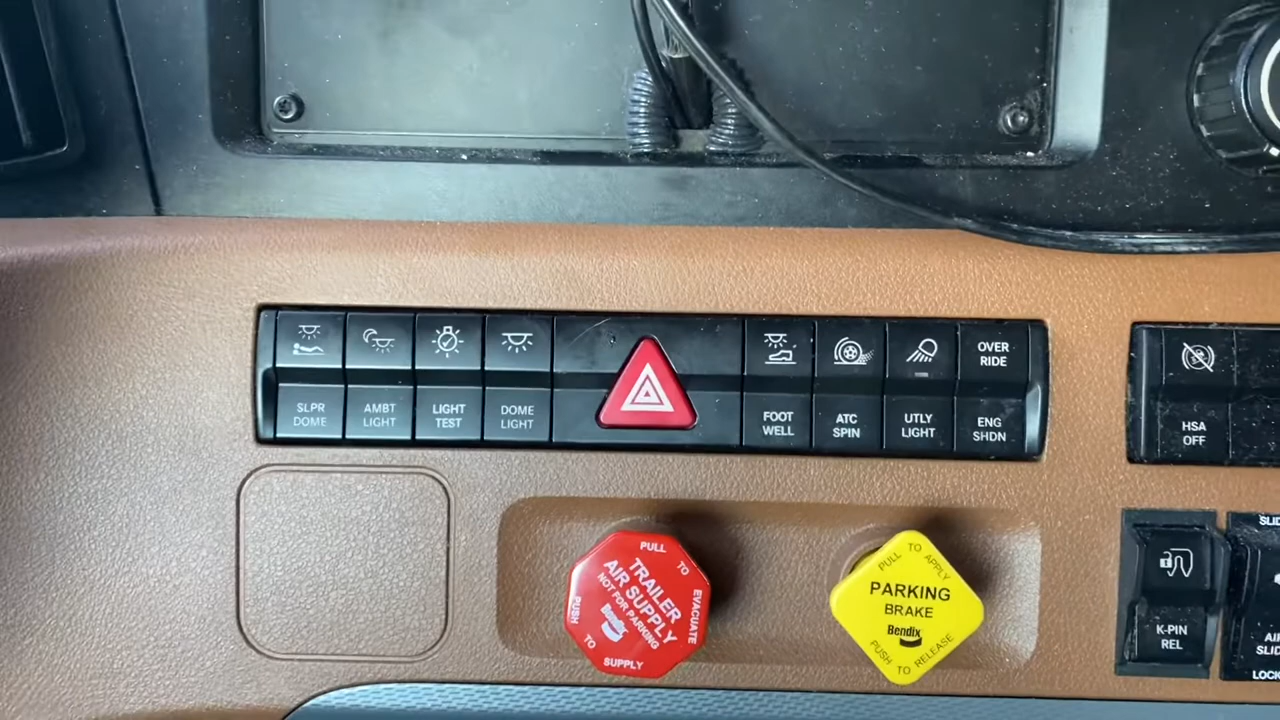 OVER
RIDE
SLPR
DOME
AMBT
LIGHT
LIGHT
TEST
DOME
LIGHT
FOOT
WELL
ATC
SPIN
UTLY
LIGHT
ENG
SHDN
HSA
OFF
PULL TO EVACUATE
TRAILER
AIR SUPPLY
NOT FOR PARKING
Bendix
PUSH TO SUPPLY
PULL TO APPLY
PARKING
BRAKE
Bendix
PUSH TO RELEASE
K-PIN
REL